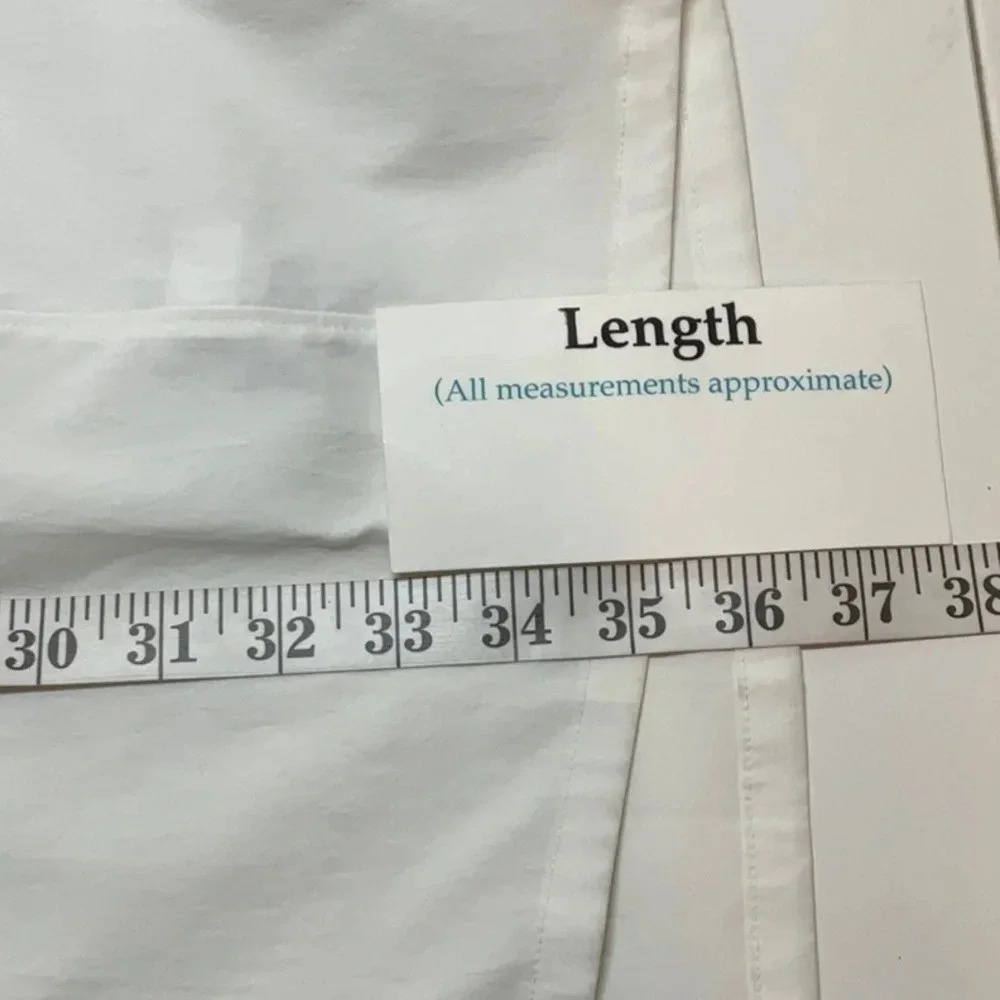 Length
(All measurements approximate)
30 31 32 33 34 35 36 37 38